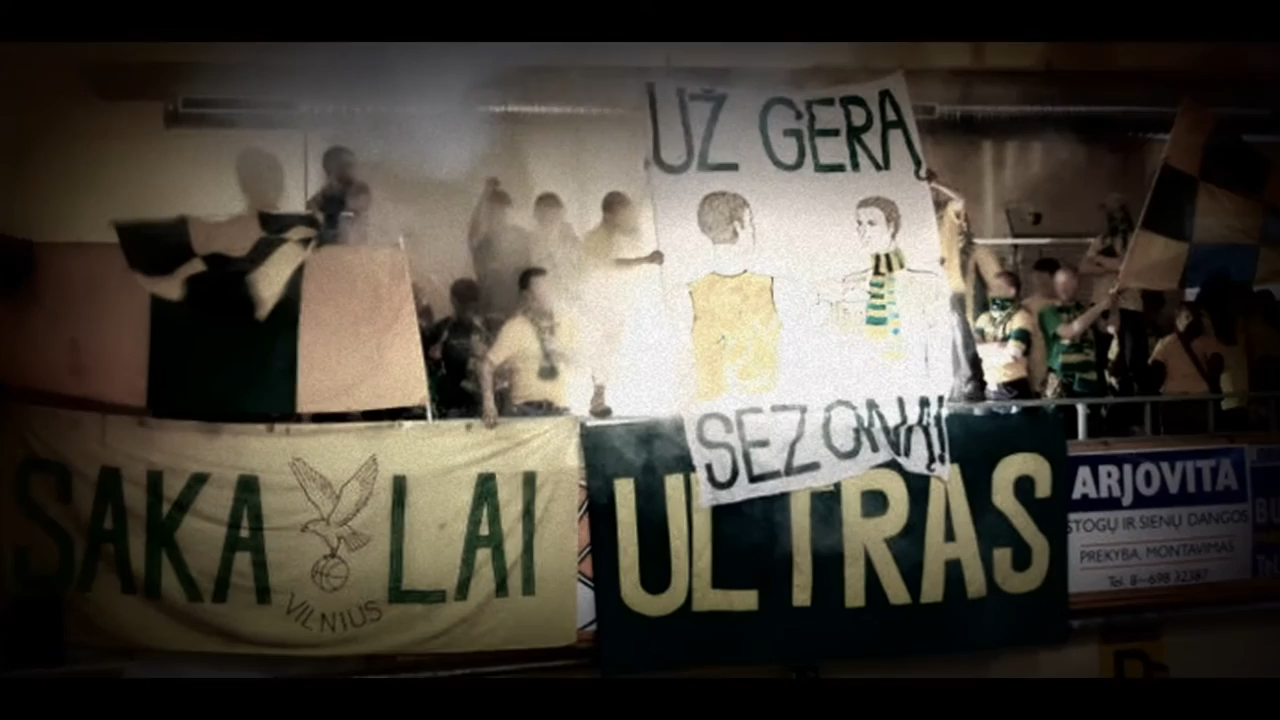 UŽ GERĄ
SEZONĄ!
SAKALAI
VILNIUS
ULTRAS
ARJOVITA
STOGŲ IR SIENŲ DANGOS
PREKYBA, MONTAVIMAS